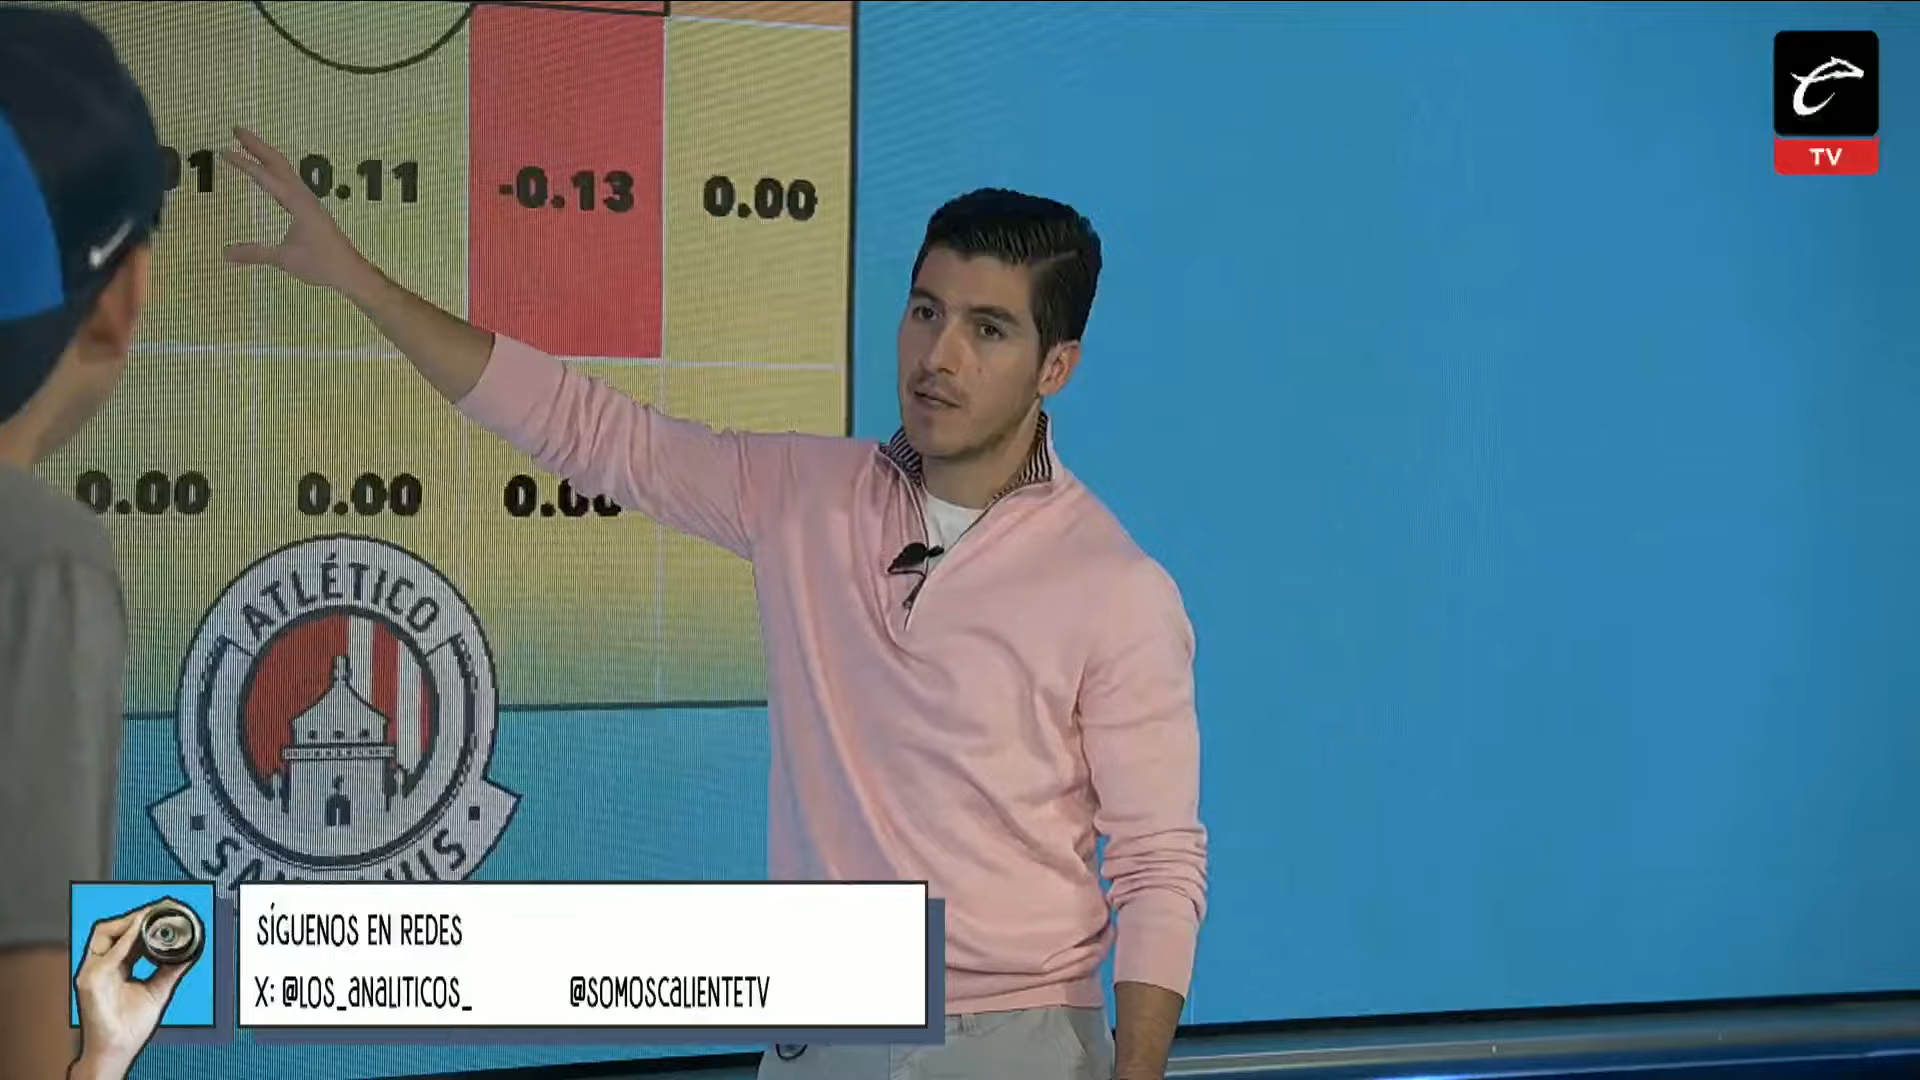 TV
0.11
-0.13
0.00
0.00
0.00
ATLÉTICO
SÍGUENOS EN REDES
X: @LOS_ANALITICOS_
@SOMOSCALIENTETV